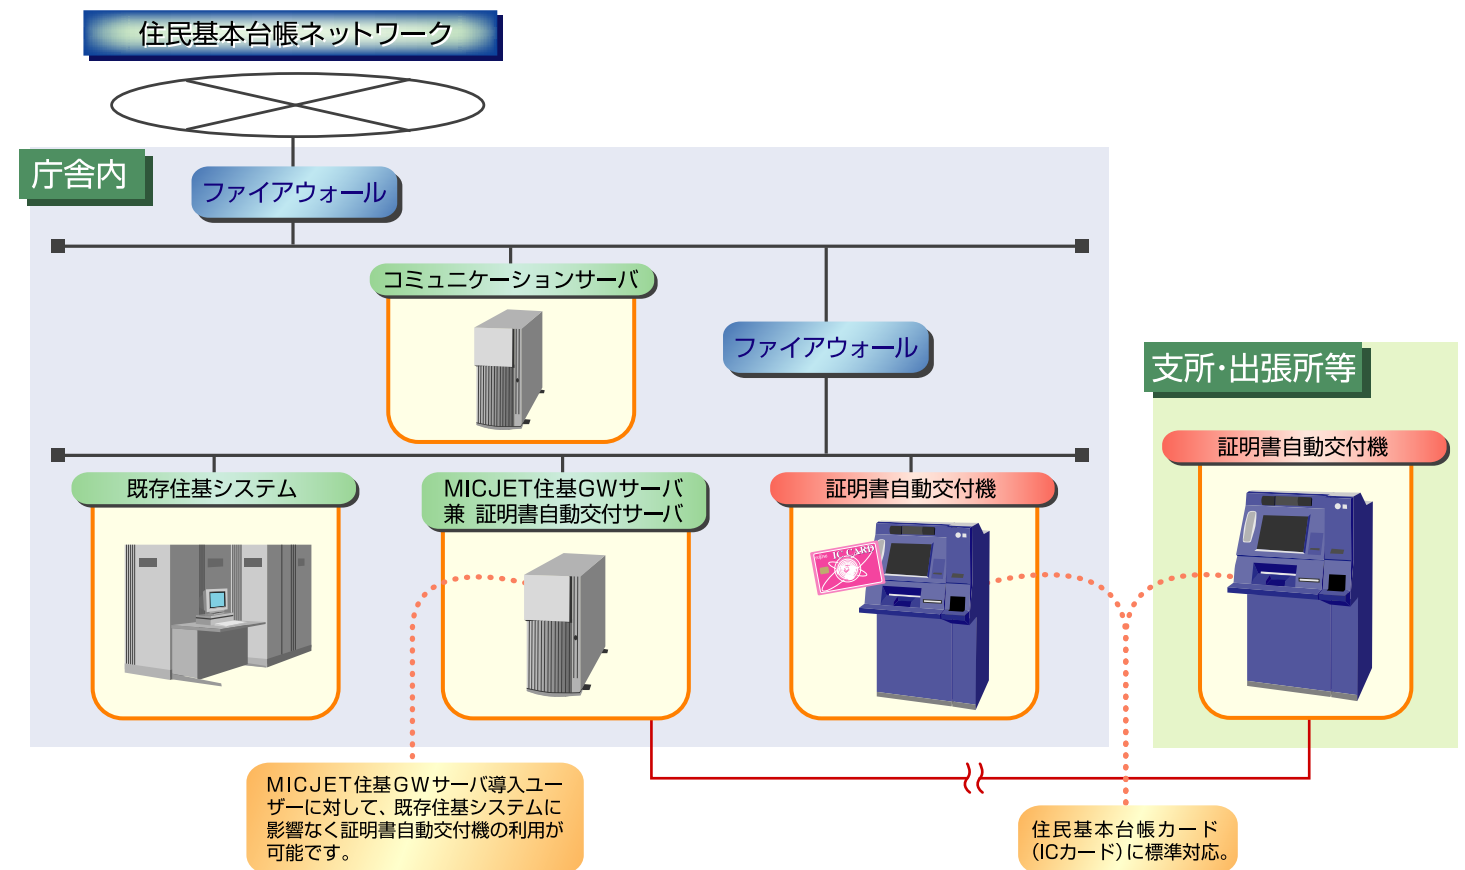 住民基本台帳ネットワーク
庁舎内
ファイアウォール
コミュニケーションサーバ
ファイアウォール
支所・出張所等
証明書自動交付機
既存住基システム
MICJET住基GWサーバ
兼 証明書自動交付サーバ
証明書自動交付機
IC CARD
MICJET住基GWサーバ導入ユー
ザーに対して、既存住基システムに
影響なく証明書自動交付機の利用が
可能です。
住民基本台帳カード
(ICカード)に標準対応。